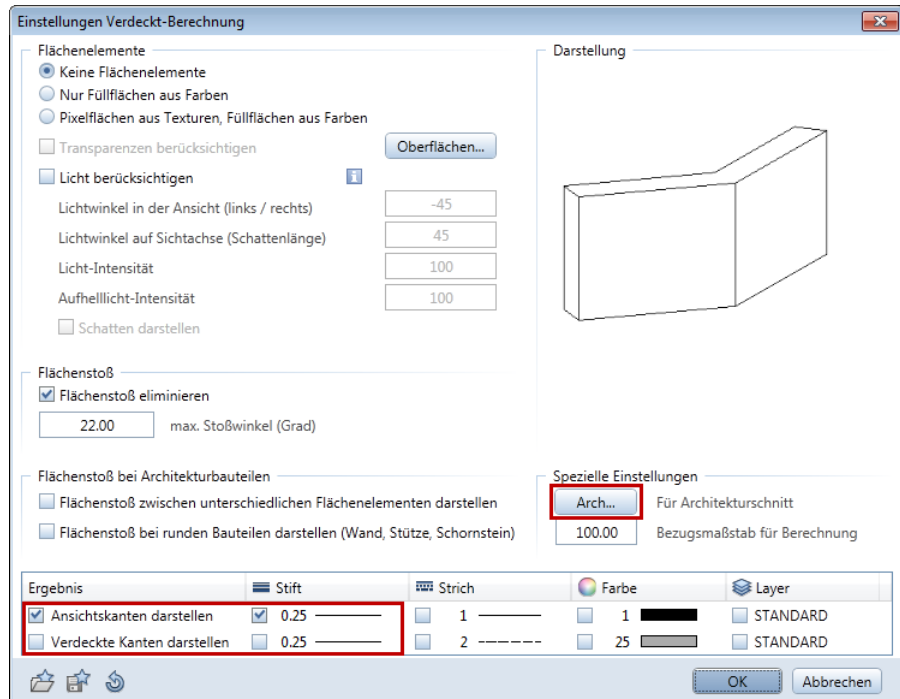 Einstellungen Verdeckt-Berechnung
Flächenelemente
Keine Flächenelemente
Nur Füllflächen aus Farben
Pixelflächen aus Texturen, Füllflächen aus Farben
Transparenzen berücksichtigen
Oberflächen...
Licht berücksichtigen
Lichtwinkel in der Ansicht (links / rechts)
-45
Lichtwinkel auf Sichtachse (Schattenlänge)
45
Licht-Intensität
100
Aufhelllicht-Intensität
100
Schatten darstellen
Darstellung
Flächenstoß
Flächenstoß eliminieren
22.00 max. Stoßwinkel (Grad)
Flächenstoß bei Architekturbauteilen
Flächenstoß zwischen unterschiedlichen Flächenelementen darstellen
Flächenstoß bei runden Bauteilen darstellen (Wand, Stütze, Schornstein)
Spezielle Einstellungen
Arch... Für Architekturschnitt
100.00 Bezugsmaßstab für Berechnung
Ergebnis Stift Strich Farbe Layer
Ansichtskanten darstellen 0.25 1 1 STANDARD
Verdeckte Kanten darstellen 0.25 2 25 STANDARD
OK Abbrechen